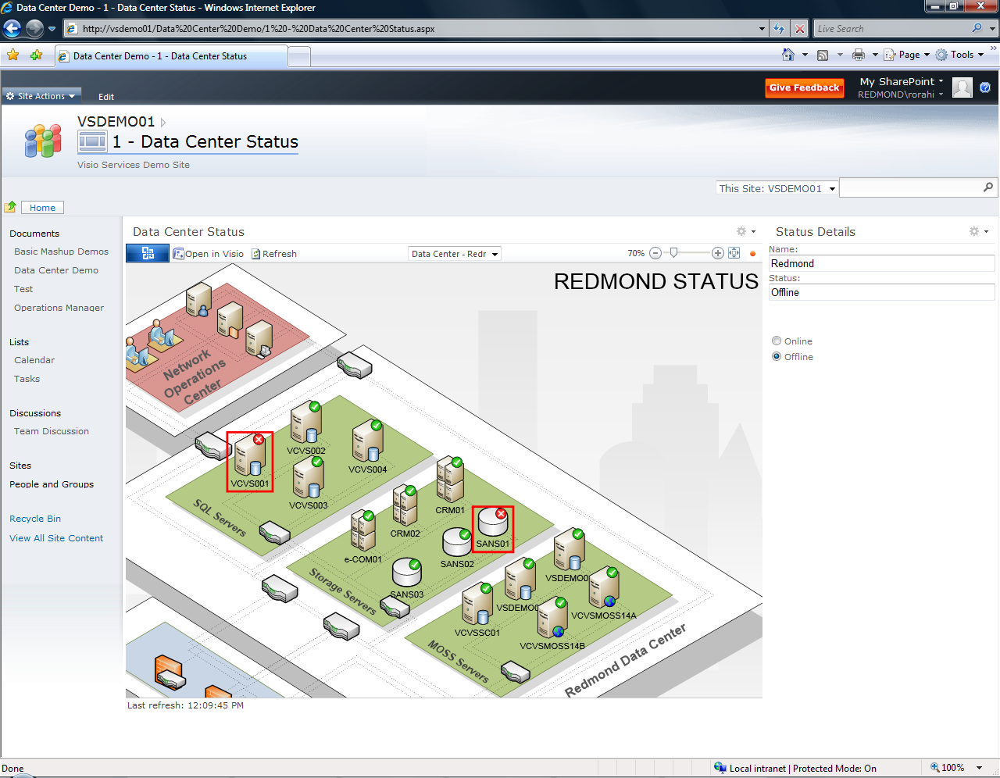 Data Center Demo - 1 - Data Center Status - Windows Internet Explorer
http://vsdemo01/Data%20Center%20Demo/1%20-%20Data%20Center%20Status.aspx
Live Search
Data Center Demo - 1 - Data Center Status
Page
Tools
Site Actions
Edit
Give Feedback
My SharePoint
REDMOND\rorahi
VSDEMO01
1 - Data Center Status
Visio Services Demo Site
This Site: VSDEMO01
Home
Documents
Basic Mashup Demos
Data Center Demo
Test
Operations Manager
Lists
Calendar
Tasks
Discussions
Team Discussion
Sites
People and Groups
Recycle Bin
View All Site Content
Data Center Status
Open in Visio
Refresh
Data Center - Redr
70%
REDMOND STATUS
Network
Operations
Center
VCVS002
VCVS004
VCVS001
VCVS003
SQL Servers
CRM01
CRM02
SANS01
e-COM01
SANS02
SANS03
Storage Servers
VSDEMO0
VSDEMO0
VCVSMOSS14A
VCVSSC01
VCVSMOSS14B
MOSS Servers
Redmond Data Center
Last refresh: 12:09:45 PM
Status Details
Name:
Redmond
Status:
Offline
Online
Offline
Done
Local intranet | Protected Mode: On
100%